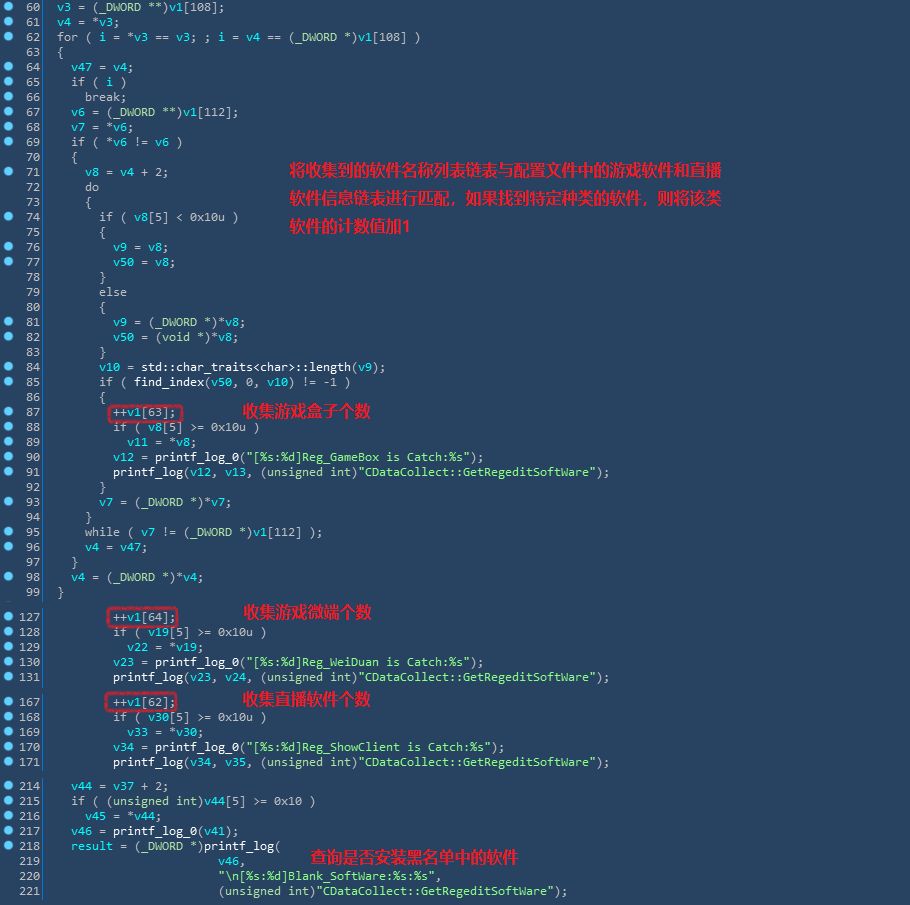 60 v3 = (_DWORD **)v1[108];
61 v4 = *v3;
62 for ( i = *v3 == v3; ; i = v4 == (_DWORD *)v1[108] )
63 {
64 v47 = v4;
65 if ( i )
66 break;
67 v6 = (_DWORD **)v1[112];
68 v7 = *v6;
69 if ( *v6 != v6 )
70 {
71 v8 = v4 + 2;
将收集到的软件名称列表链表与配置文件中的游戏软件和直播
72 do
73 {
软件信息链表进行匹配，如果找到特定种类的软件，则将该类
74 if ( v8[5] < 0x10u )
软件的计数值加1
75 {
76 v9 = v8;
77 v50 = v8;
78 }
79 else
80 {
81 v9 = (_DWORD *)*v8;
82 v50 = (void *)*v8;
83 }
84 v10 = std::char_traits<char>::length(v9);
85 if ( find_index(v50, 0, v10) != -1 )
86 {
87 ++v1[63]; 收集游戏盒子个数
88 if ( v8[5] >= 0x10u )
89 v11 = *v8;
90 v12 = printf_log_0("[%s:%d]Reg_GameBox is Catch:%s");
91 printf_log(v12, v13, (unsigned int)"CDataCollect::GetRegeditSoftWare");
92 }
93 v7 = (_DWORD *)*v7;
94 }
95 while ( v7 != (_DWORD *)v1[112] );
96 v4 = v47;
97 }
98 v4 = (_DWORD *)*v4;
99 }
127 ++v1[64]; 收集游戏微端个数
128 if ( v19[5] >= 0x10u )
129 v22 = *v19;
130 v23 = printf_log_0("[%s:%d]Reg_WeiDuan is Catch:%s");
131 printf_log(v23, v24, (unsigned int)"CDataCollect::GetRegeditSoftWare");
167 ++v1[62]; 收集直播软件个数
168 if ( v30[5] >= 0x10u )
169 v33 = *v30;
170 v34 = printf_log_0("[%s:%d]Reg_ShowClient is Catch:%s");
171 printf_log(v34, v35, (unsigned int)"CDataCollect::GetRegeditSoftWare");
214 v44 = v37 + 2;
215 if ( (unsigned int)v44[5] >= 0x10 )
216 v45 = *v44;
217 v46 = printf_log_0(v41);
218 result = (_DWORD *)printf_log(
219 v46, 查询是否安装黑名单中的软件
220 "\n[%s:%d]Blank_SoftWare:%s:%s",
221 (unsigned int)"CDataCollect::GetRegeditSoftWare");